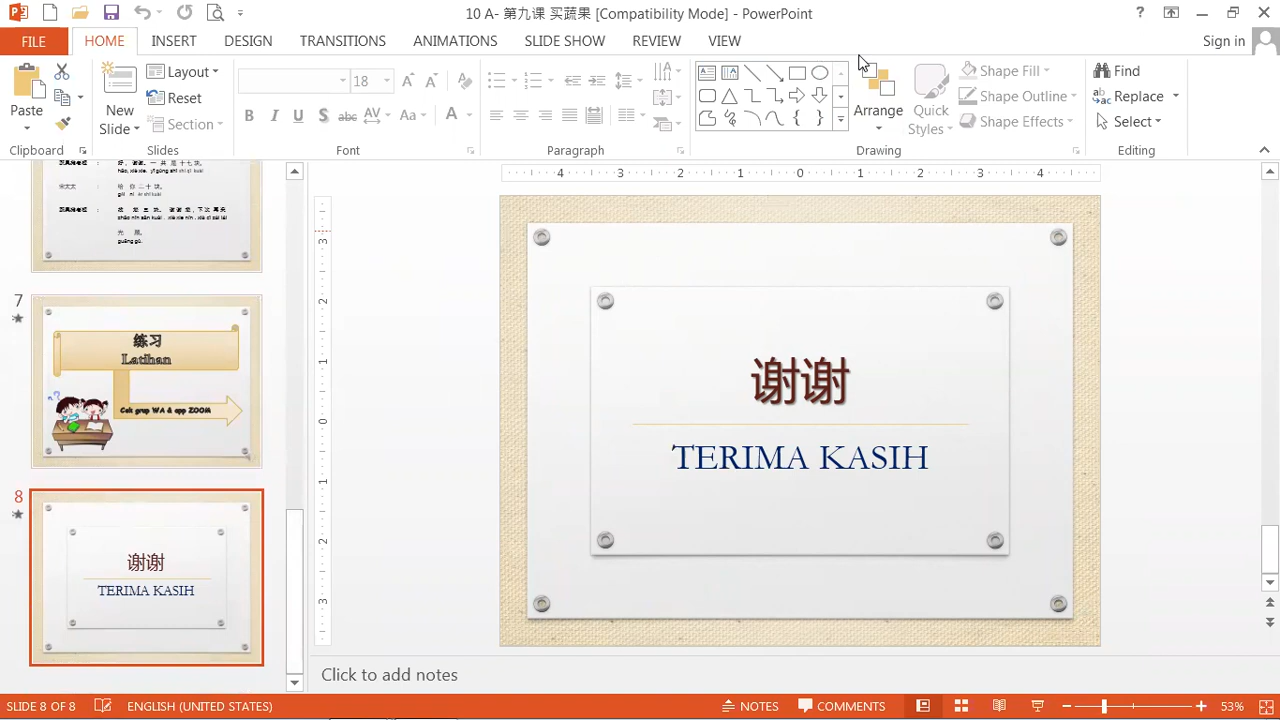 10 A- 第九课 买蔬果 [Compatibility Mode] - PowerPoint
FILE HOME INSERT DESIGN TRANSITIONS ANIMATIONS SLIDE SHOW REVIEW VIEW Sign in
Paste
New Slide
Layout
Reset
Section
18
Arrange
Quick Styles
Shape Fill
Shape Outline
Shape Effects
Find
Replace
Select
Clipboard Slides Font Paragraph Drawing Editing
7
练习
Latihan
Cek grup WA & app ZOOM
8
谢谢
TERIMA KASIH
谢谢
TERIMA KASIH
Click to add notes
SLIDE 8 OF 8 ENGLISH (UNITED STATES) NOTES COMMENTS 53%